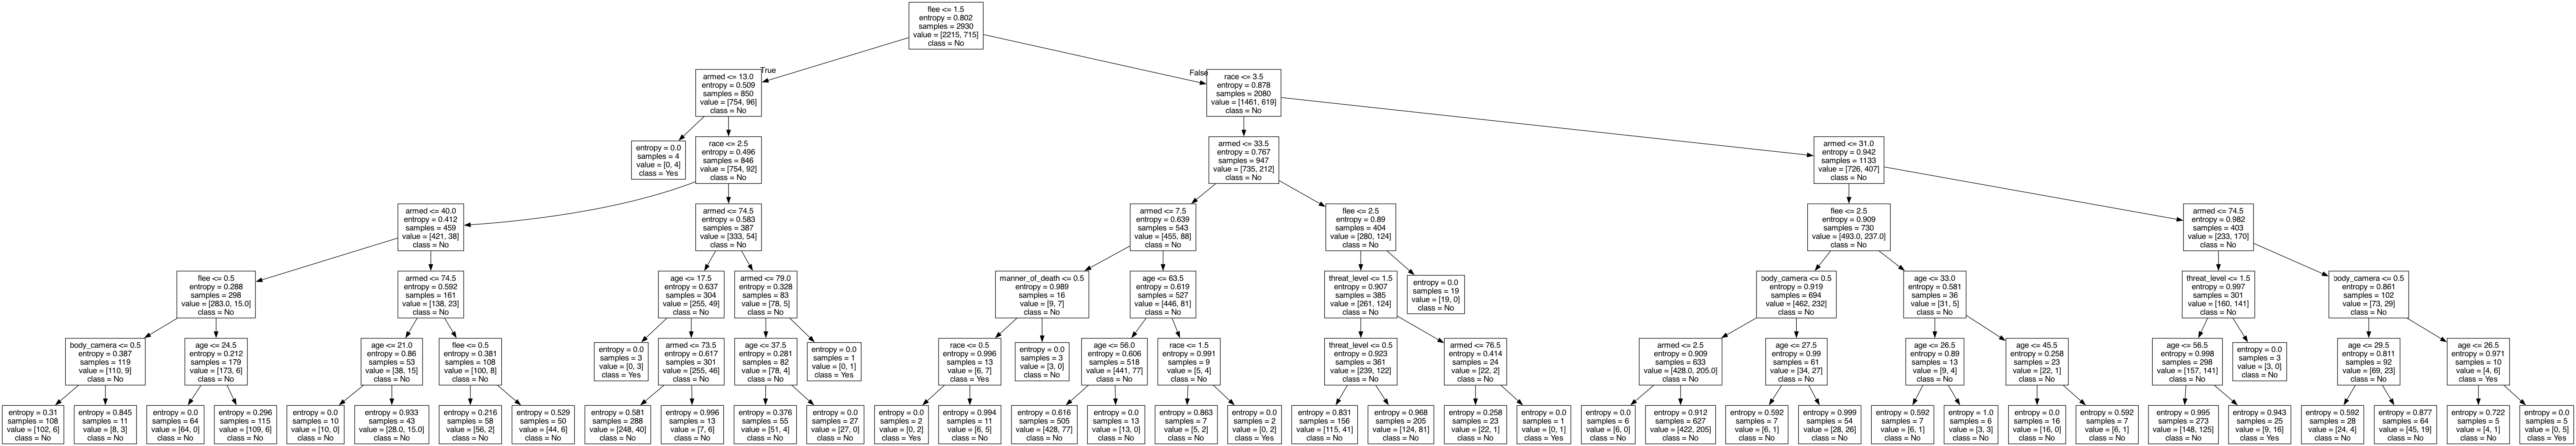 flee <= 1.5
entropy = 0.802
samples = 2930
value = [2215, 715]
class = No
True
False
armed <= 13.0
entropy = 0.509
samples = 850
value = [754, 96]
class = No
race <= 3.5
entropy = 0.878
samples = 2080
value = [1461, 619]
class = No
entropy = 0.0
samples = 4
value = [0, 4]
class = Yes
race <= 2.5
entropy = 0.496
samples = 846
value = [754, 92]
class = No
armed <= 33.5
entropy = 0.767
samples = 947
value = [735, 212]
class = No
armed <= 31.0
entropy = 0.942
samples = 1133
value = [726, 407]
class = No
armed <= 40.0
entropy = 0.412
samples = 459
value = [421, 38]
class = No
armed <= 74.5
entropy = 0.583
samples = 387
value = [333, 54]
class = No
armed <= 7.5
entropy = 0.639
samples = 543
value = [455, 88]
class = No
flee <= 2.5
entropy = 0.89
samples = 404
value = [280, 124]
class = No
flee <= 2.5
entropy = 0.909
samples = 730
value = [493.0, 237.0]
class = No
armed <= 74.5
entropy = 0.982
samples = 403
value = [233, 170]
class = No
flee <= 0.5
entropy = 0.288
samples = 298
value = [283.0, 15.0]
class = No
armed <= 74.5
entropy = 0.592
samples = 161
value = [138, 23]
class = No
age <= 17.5
entropy = 0.637
samples = 304
value = [255, 49]
class = No
armed <= 79.0
entropy = 0.328
samples = 83
value = [78, 5]
class = No
manner_of_death <= 0.5
entropy = 0.989
samples = 16
value = [9, 7]
class = No
age <= 63.5
entropy = 0.619
samples = 527
value = [446, 81]
class = No
threat_level <= 1.5
entropy = 0.907
samples = 385
value = [261, 124]
class = No
entropy = 0.0
samples = 19
value = [19, 0]
class = No
body_camera <= 0.5
entropy = 0.919
samples = 694
value = [462, 232]
class = No
age <= 33.0
entropy = 0.581
samples = 36
value = [31, 5]
class = No
threat_level <= 1.5
entropy = 0.997
samples = 301
value = [160, 141]
class = No
body_camera <= 0.5
entropy = 0.861
samples = 102
value = [73, 29]
class = No
body_camera <= 0.5
entropy = 0.387
samples = 119
value = [110, 9]
class = No
age <= 24.5
entropy = 0.212
samples = 179
value = [173, 6]
class = No
age <= 21.0
entropy = 0.86
samples = 53
value = [38, 15]
class = No
flee <= 0.5
entropy = 0.381
samples = 108
value = [100, 8]
class = No
entropy = 0.0
samples = 3
value = [0, 3]
class = Yes
armed <= 73.5
entropy = 0.617
samples = 301
value = [255, 46]
class = No
age <= 37.5
entropy = 0.281
samples = 82
value = [78, 4]
class = No
entropy = 0.0
samples = 1
value = [0, 1]
class = Yes
race <= 0.5
entropy = 0.996
samples = 13
value = [6, 7]
class = Yes
entropy = 0.0
samples = 3
value = [3, 0]
class = No
age <= 56.0
entropy = 0.606
samples = 518
value = [441, 77]
class = No
race <= 1.5
entropy = 0.991
samples = 9
value = [5, 4]
class = No
threat_level <= 0.5
entropy = 0.923
samples = 361
value = [239, 122]
class = No
armed <= 76.5
entropy = 0.414
samples = 24
value = [22, 2]
class = No
armed <= 2.5
entropy = 0.909
samples = 633
value = [428.0, 205.0]
class = No
age <= 27.5
entropy = 0.99
samples = 61
value = [34, 27]
class = No
age <= 26.5
entropy = 0.89
samples = 13
value = [9, 4]
class = No
age <= 45.5
entropy = 0.258
samples = 23
value = [22, 1]
class = No
age <= 56.5
entropy = 0.998
samples = 298
value = [157, 141]
class = No
entropy = 0.0
samples = 3
value = [3, 0]
class = No
age <= 29.5
entropy = 0.811
samples = 92
value = [69, 23]
class = No
age <= 26.5
entropy = 0.971
samples = 10
value = [4, 6]
class = Yes
entropy = 0.31
samples = 108
value = [102, 6]
class = No
entropy = 0.845
samples = 11
value = [8, 3]
class = No
entropy = 0.0
samples = 64
value = [64, 0]
class = No
entropy = 0.296
samples = 115
value = [109, 6]
class = No
entropy = 0.0
samples = 10
value = [10, 0]
class = No
entropy = 0.933
samples = 43
value = [28.0, 15.0]
class = No
entropy = 0.216
samples = 58
value = [56, 2]
class = No
entropy = 0.529
samples = 50
value = [44, 6]
class = No
entropy = 0.581
samples = 288
value = [248, 40]
class = No
entropy = 0.996
samples = 13
value = [7, 6]
class = No
entropy = 0.376
samples = 55
value = [51, 4]
class = No
entropy = 0.0
samples = 27
value = [27, 0]
class = No
entropy = 0.0
samples = 2
value = [0, 2]
class = Yes
entropy = 0.994
samples = 11
value = [6, 5]
class = No
entropy = 0.616
samples = 505
value = [428, 77]
class = No
entropy = 0.0
samples = 13
value = [13, 0]
class = No
entropy = 0.863
samples = 7
value = [5, 2]
class = No
entropy = 0.0
samples = 2
value = [0, 2]
class = Yes
entropy = 0.831
samples = 156
value = [115, 41]
class = No
entropy = 0.968
samples = 205
value = [124, 81]
class = No
entropy = 0.258
samples = 23
value = [22, 1]
class = No
entropy = 0.0
samples = 1
value = [0, 1]
class = Yes
entropy = 0.0
samples = 6
value = [6, 0]
class = No
entropy = 0.912
samples = 627
value = [422, 205]
class = No
entropy = 0.592
samples = 7
value = [6, 1]
class = No
entropy = 0.999
samples = 54
value = [28, 26]
class = No
entropy = 0.592
samples = 7
value = [6, 1]
class = No
entropy = 1.0
samples = 6
value = [3, 3]
class = No
entropy = 0.0
samples = 16
value = [16, 0]
class = No
entropy = 0.592
samples = 7
value = [6, 1]
class = No
entropy = 0.995
samples = 273
value = [148, 125]
class = No
entropy = 0.943
samples = 25
value = [9, 16]
class = Yes
entropy = 0.592
samples = 28
value = [24, 4]
class = No
entropy = 0.877
samples = 64
value = [45, 19]
class = No
entropy = 0.722
samples = 5
value = [4, 1]
class = No
entropy = 0.0
samples = 5
value = [0, 5]
class = Yes